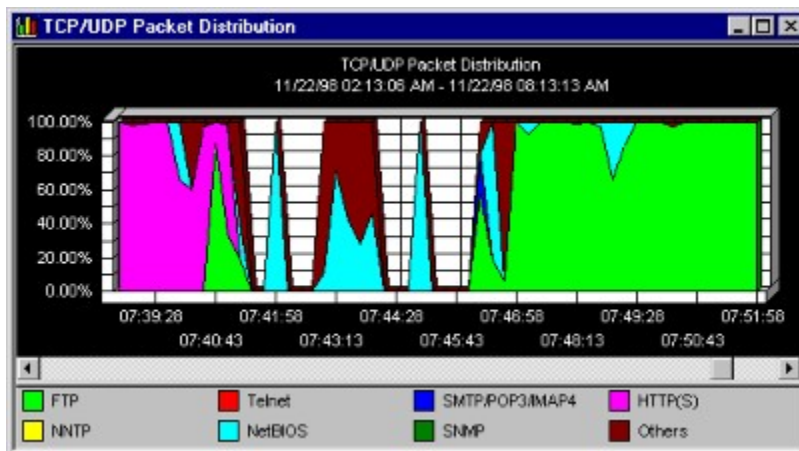 TCP/UDP Packet Distribution
TCP/UDP Packet Distribution
11/22/98 02:13:06 AM - 11/22/98 08:13:13 AM
100.00%
80.00%
60.00%
40.00%
20.00%
0.00%
07:39:28 07:41:58 07:44:28 07:46:58 07:49:28 07:51:58
07:40:43 07:43:13 07:45:43 07:48:13 07:50:43
FTP Telnet SMTP/POP3/IMAP4 HTTP(S)
NNTP NetBIOS SNMP Others